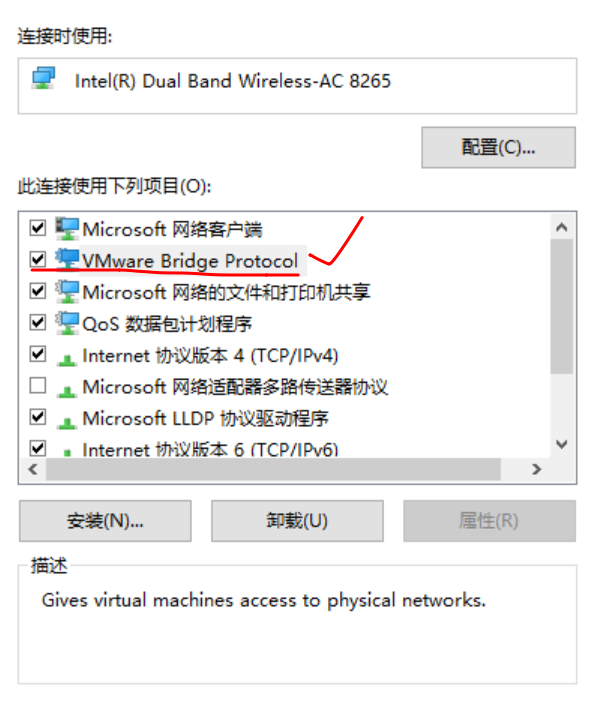 连接时使用:
Intel(R) Dual Band Wireless-AC 8265
配置(C)...
此连接使用下列项目(O):
Microsoft 网络客户端
VMware Bridge Protocol
Microsoft 网络的文件和打印机共享
QoS 数据包计划程序
Internet 协议版本 4 (TCP/IPv4)
Microsoft 网络适配器多路传送器协议
Microsoft LLDP 协议驱动程序
Internet 协议版本 6 (TCP/IPv6)
安装(N)...
卸载(U)
属性(R)
描述
Gives virtual machines access to physical networks.